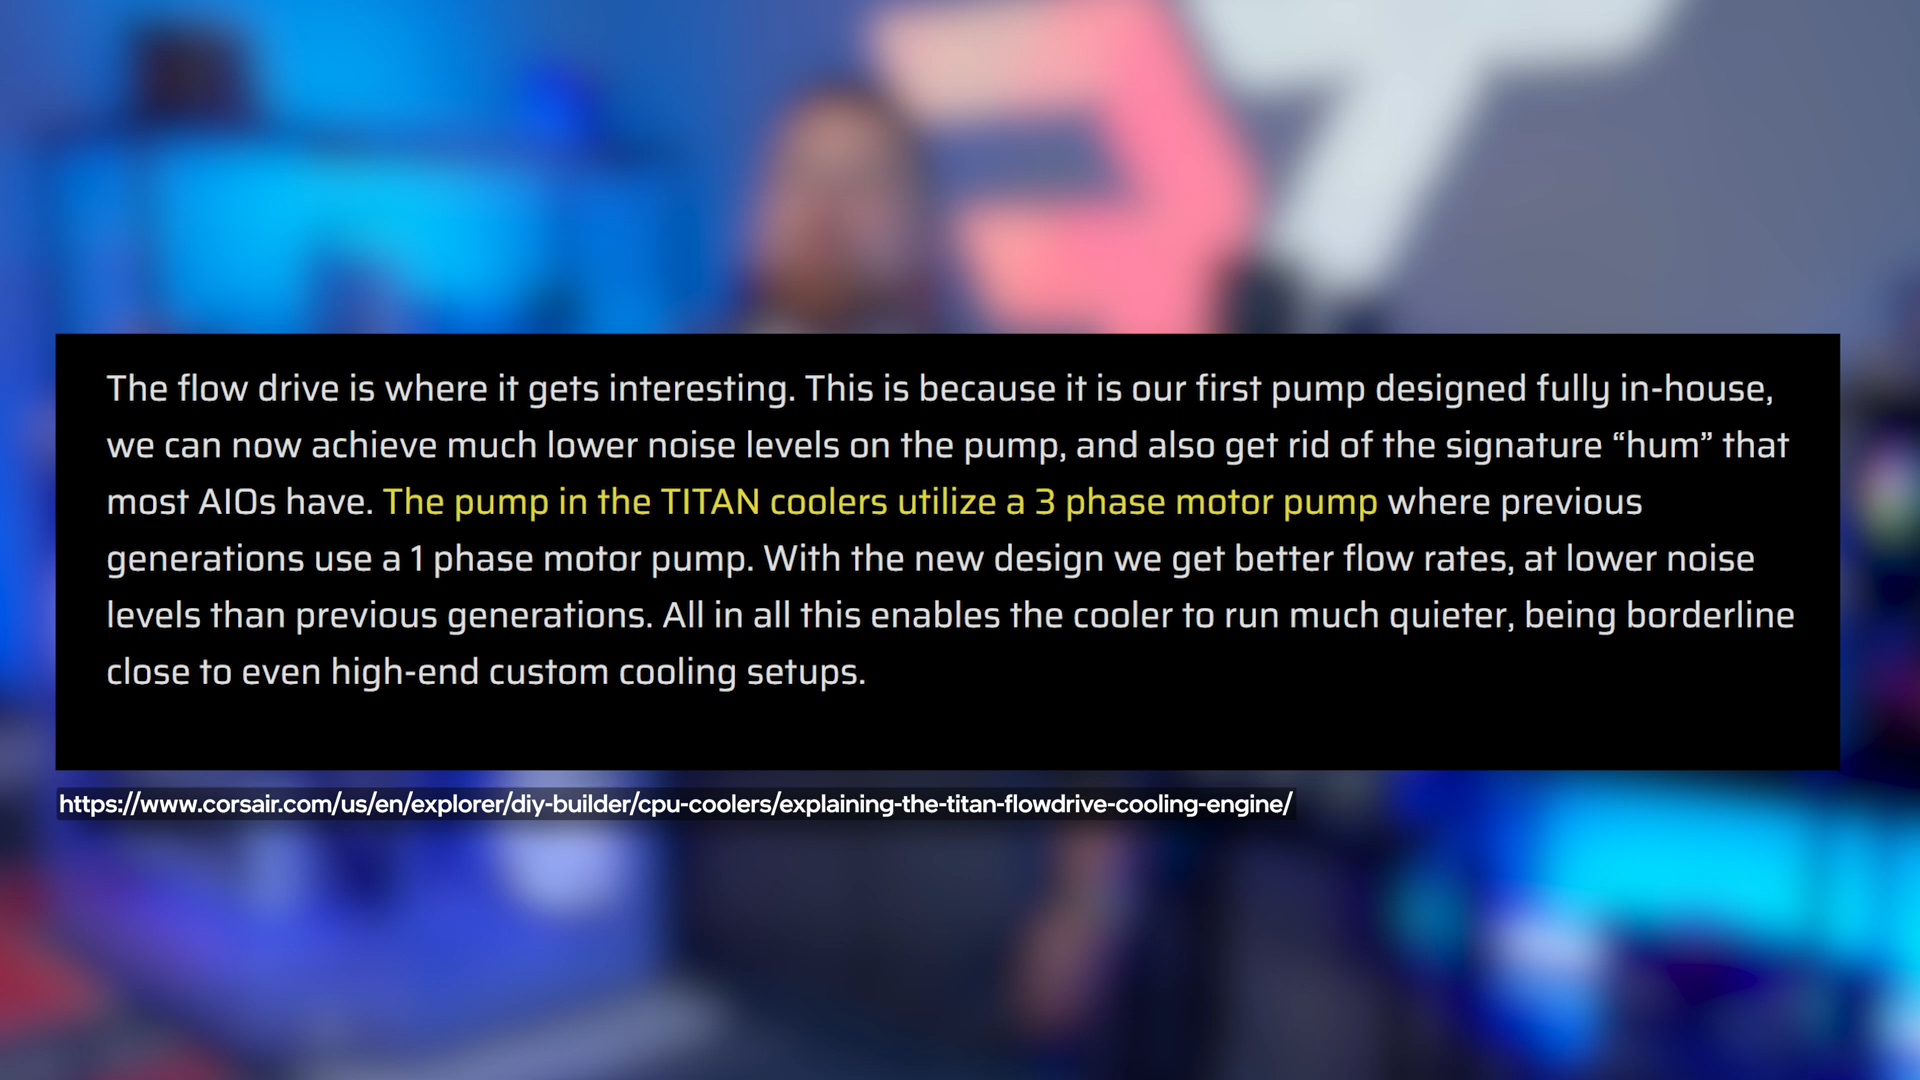 The flow drive is where it gets interesting. This is because it is our first pump designed fully in-house,
we can now achieve much lower noise levels on the pump, and also get rid of the signature “hum” that
most AIOs have. The pump in the TITAN coolers utilize a 3 phase motor pump where previous
generations use a 1 phase motor pump. With the new design we get better flow rates, at lower noise
levels than previous generations. All in all this enables the cooler to run much quieter, being borderline
close to even high-end custom cooling setups.
https://www.corsair.com/us/en/explorer/diy-builder/cpu-coolers/explaining-the-titan-flowdrive-cooling-engine/